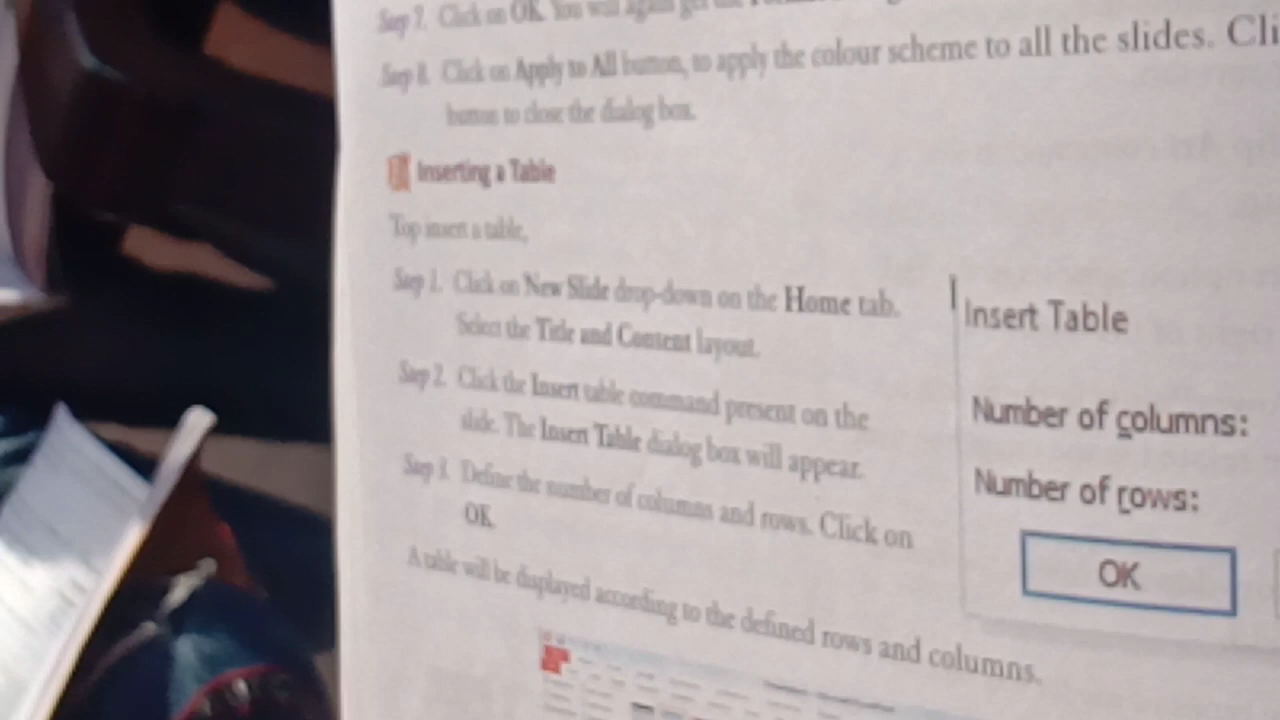 Step 7. Click on OK. You will again get the
Step 8. Click on Apply to All button, to apply the colour scheme to all the slides. Cli
button to close the dialog box.
Inserting a Table
Top insert a table,
Step 1. Click on New Slide drop-down on the Home tab.
Select the Title and Content layout.
Step 2. Click the Insert table command present on the
slide. The Insert Table dialog box will appear.
Step 3. Define the number of columns and rows. Click on
OK.
A table will be displayed according to the defined rows and columns.
Insert Table
Number of columns:
Number of rows:
OK